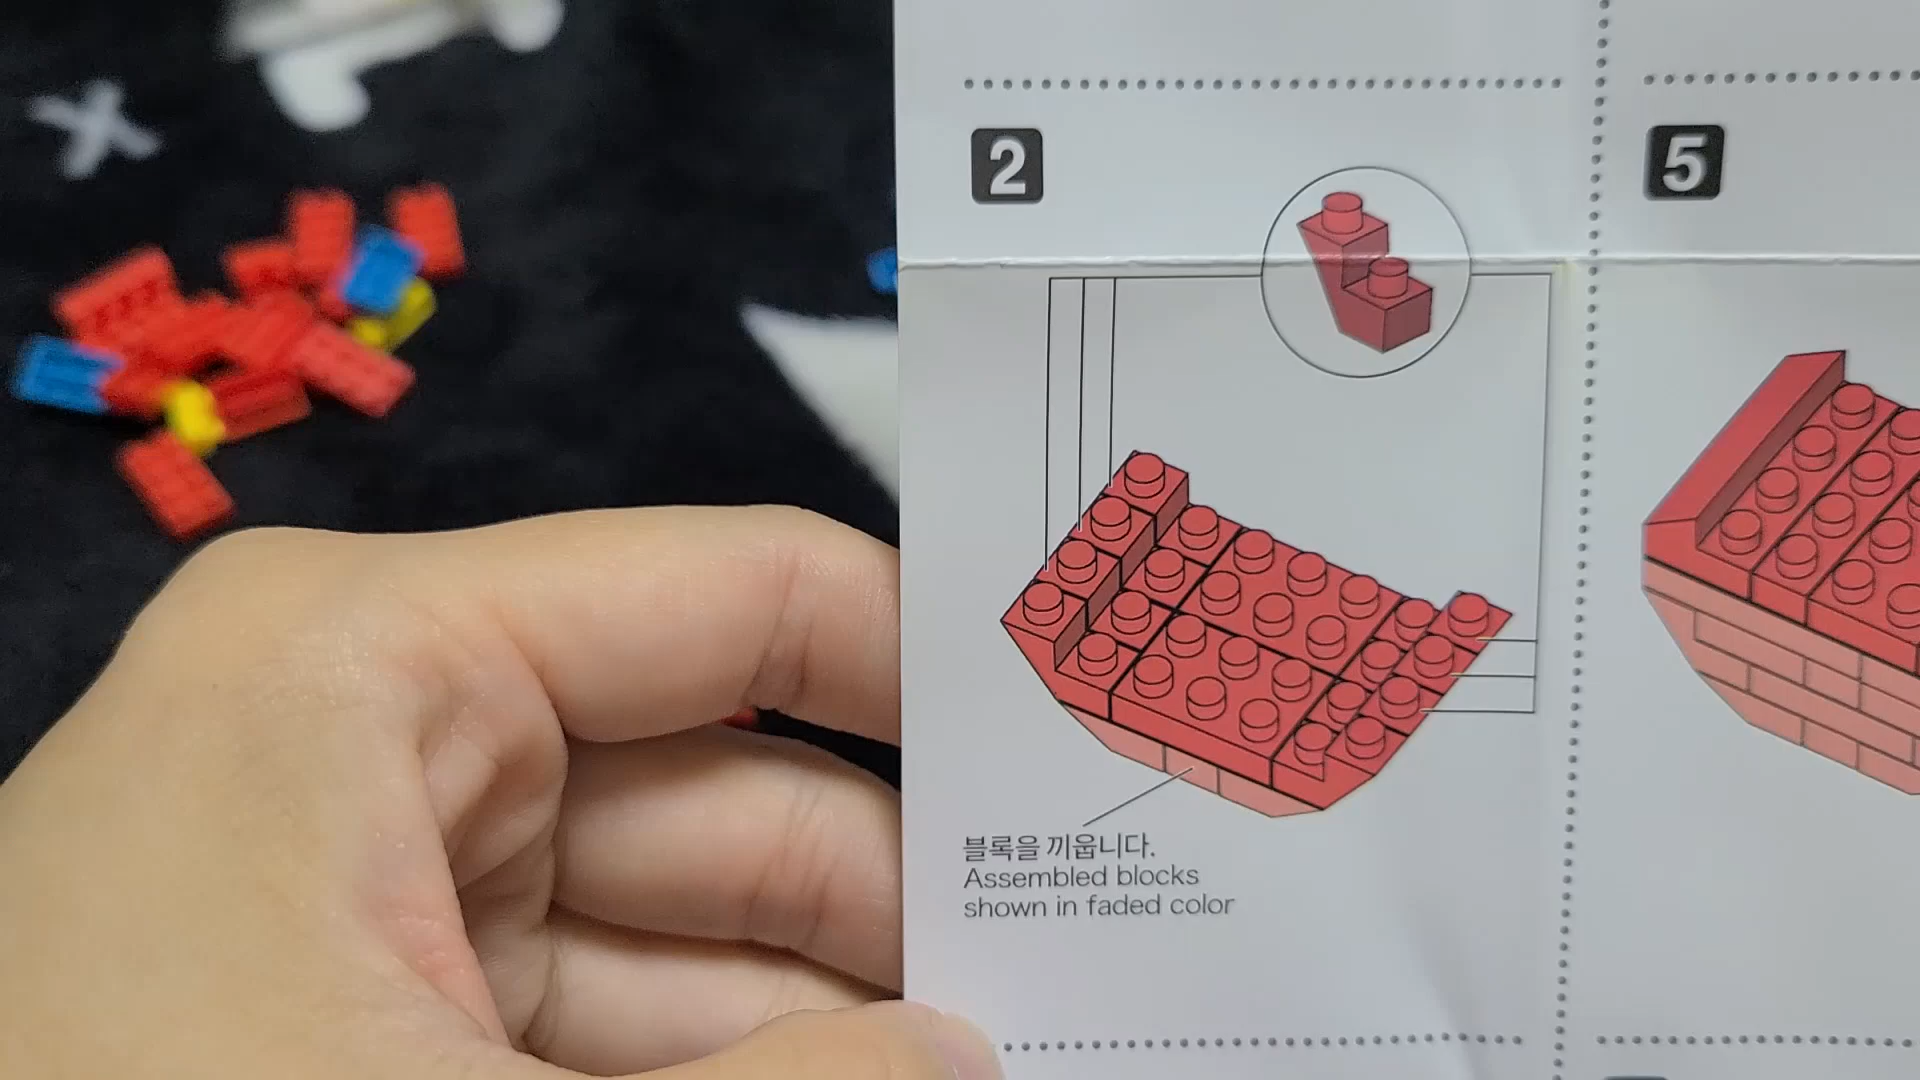 2
5
블록을 끼웁니다.
Assembled blocks
shown in faded color